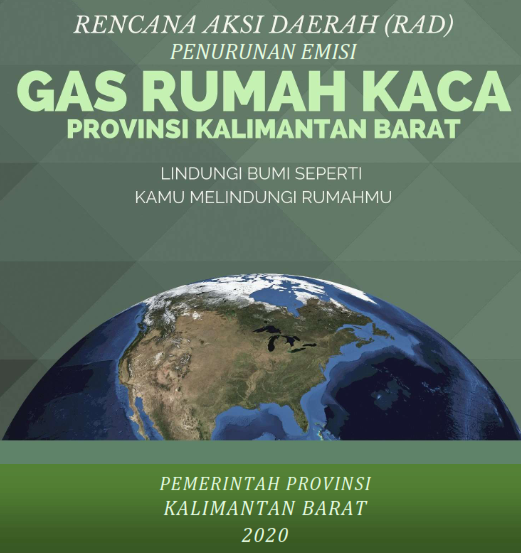 RENCANA AKSI DAERAH (RAD)
PENURUNAN EMISI
GAS RUMAH KACA
PROVINSI KALIMANTAN BARAT
LINDUNGI BUMI SEPERTI
KAMU MELINDUNGI RUMAHMU
PEMERINTAH PROVINSI
KALIMANTAN BARAT
2020